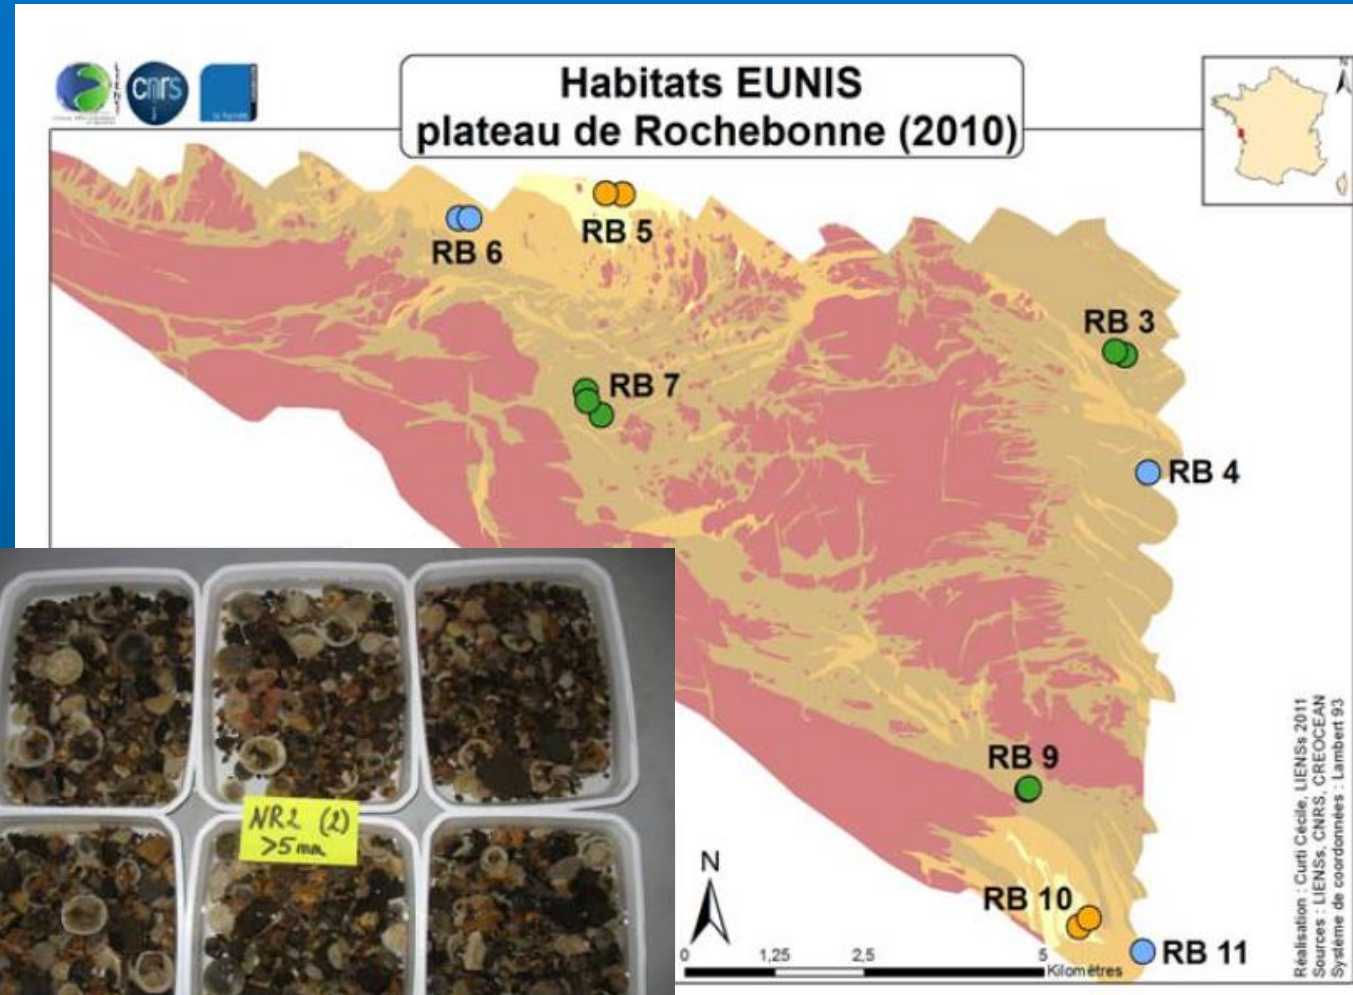 cnrs
Habitats EUNIS
plateau de Rochebonne (2010)
N
RB 5
RB 6
RB 3
RB 7
RB 4
RB 9
RB 10
RB 11
NR2 (2)
>5mm
N
0 1,25 2,5 5
Kilomètres
Réalisation : Curti Cécile, LIENSs 2011
Sources : LIENSs, CNRS, CREOCEAN
Système de coordonnées : Lambert 93